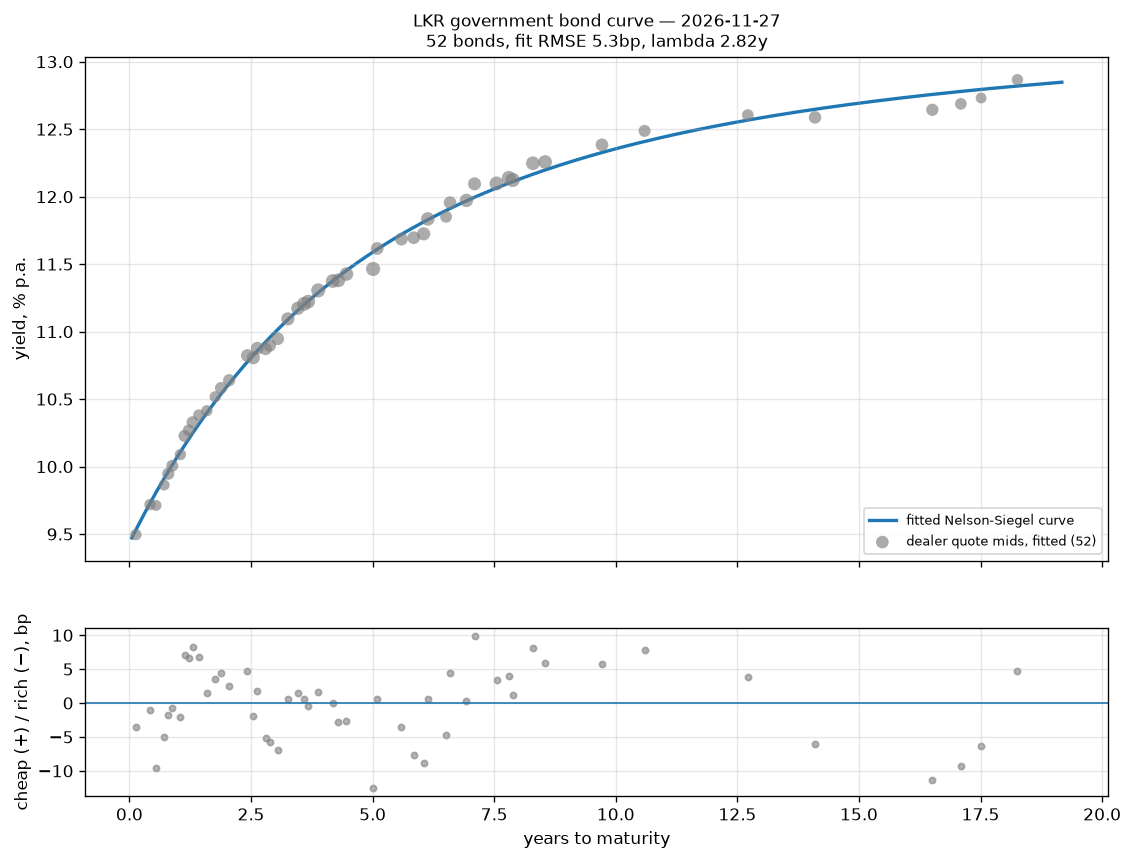 LKR government bond curve — 2026-11-27
52 bonds, fit RMSE 5.3bp, lambda 2.82y
yield, % p.a.
13.0
12.5
12.0
11.5
11.0
10.5
10.0
9.5
fitted Nelson-Siegel curve
dealer quote mids, fitted (52)
cheap (+) / rich (−), bp
10
5
0
−5
−10
0.0 2.5 5.0 7.5 10.0 12.5 15.0 17.5 20.0
years to maturity